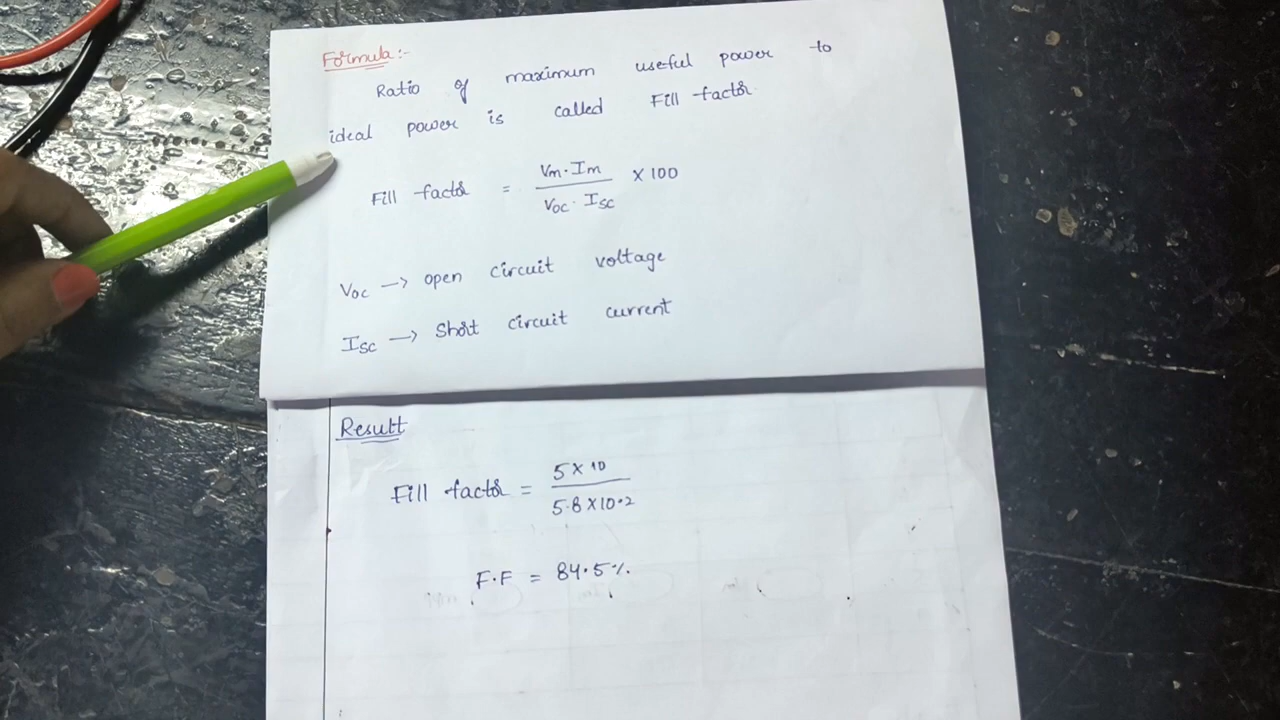 Formula:-
Ratio of maximum useful power to
ideal power is called Fill factor
Fill factor = Vm. Im / Voc. Isc × 100
Voc → open circuit voltage
Isc → Short circuit current
Result
Fill factor = 5 × 10 / 5.8 × 10.2
F.F = 84.5%.